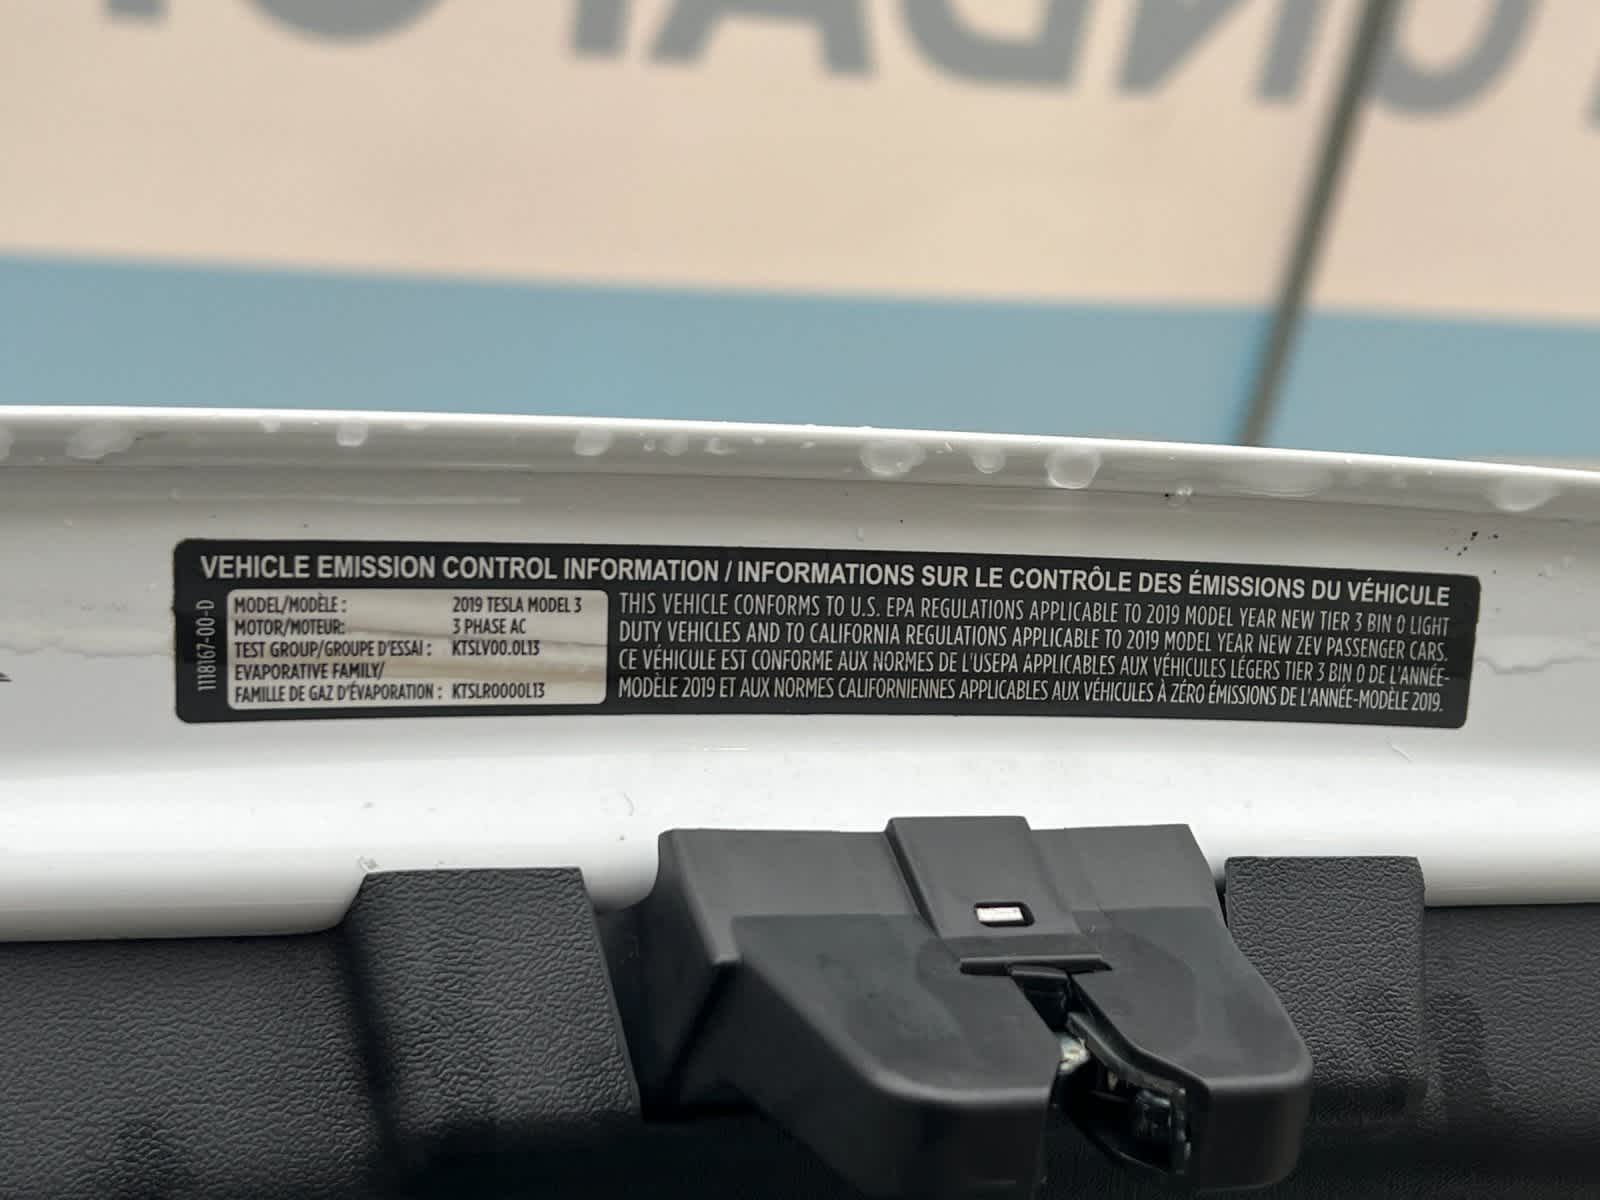 VEHICLE EMISSION CONTROL INFORMATION / INFORMATIONS SUR LE CONTRÔLE DES ÉMISSIONS DU VÉHICULE
1118167-00-D
MODEL/MODÈLE : 2019 TESLA MODEL 3
MOTOR/MOTEUR: 3 PHASE AC
TEST GROUP/GROUPE D'ESSAI : KTSLV00.0L13
EVAPORATIVE FAMILY/
FAMILLE DE GAZ D'ÉVAPORATION : KTSLR0000L13
THIS VEHICLE CONFORMS TO U.S. EPA REGULATIONS APPLICABLE TO 2019 MODEL YEAR NEW TIER 3 BIN 0 LIGHT
DUTY VEHICLES AND TO CALIFORNIA REGULATIONS APPLICABLE TO 2019 MODEL YEAR NEW ZEV PASSENGER CARS.
CE VÉHICULE EST CONFORME AUX NORMES DE L'USEPA APPLICABLES AUX VÉHICULES LÉGERS TIER 3 BIN 0 DE L'ANNÉE-
MODÈLE 2019 ET AUX NORMES CALIFORNIENNES APPLICABLES AUX VÉHICULES À ZÉRO ÉMISSIONS DE L'ANNÉE-MODÈLE 2019.